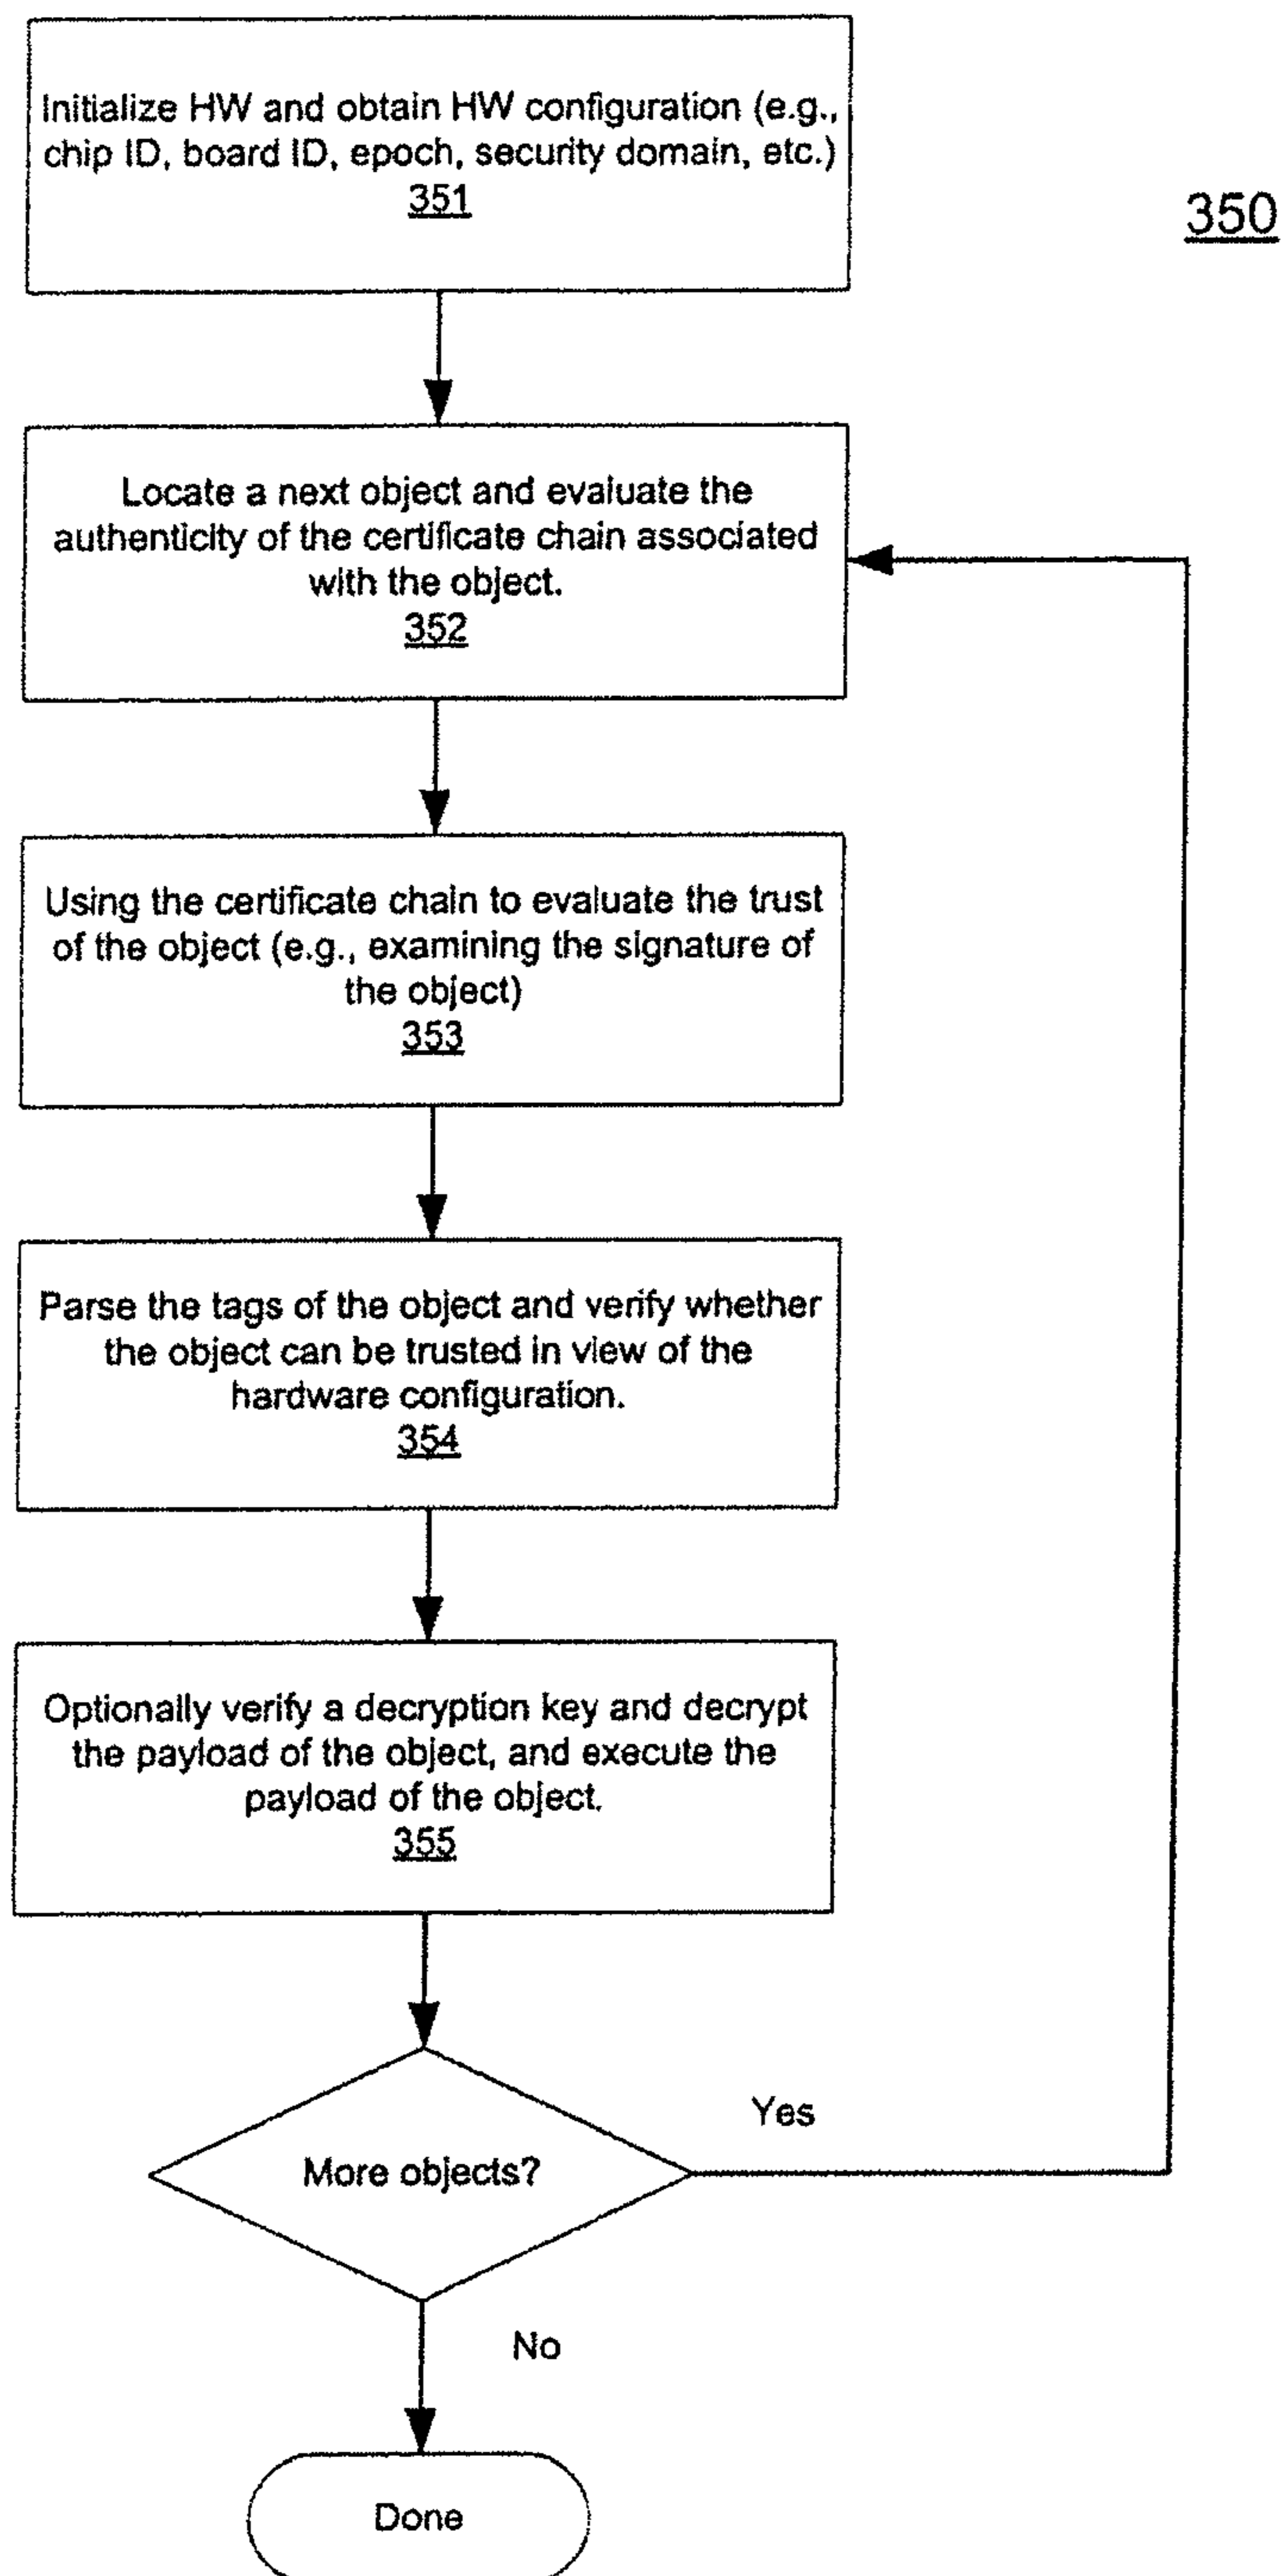 Initialize HW and obtain HW configuration (e.g.,
chip ID, board ID, epoch, security domain, etc.)
351
350
Locate a next object and evaluate the
authenticity of the certificate chain associated
with the object.
352
Using the certificate chain to evaluate the trust
of the object (e.g., examining the signature of
the object)
353
Parse the tags of the object and verify whether
the object can be trusted in view of the
hardware configuration.
354
Optionally verify a decryption key and decrypt
the payload of the object, and execute the
payload of the object.
355
Yes
More objects?
No
Done